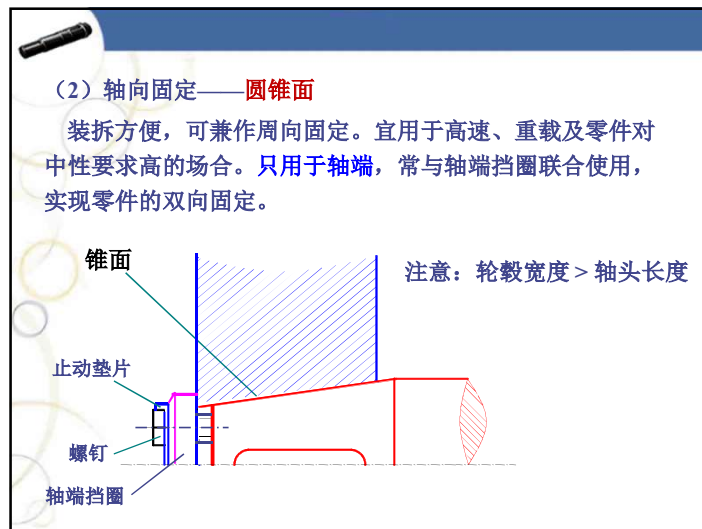 （2）轴向固定——圆锥面
装拆方便，可兼作周向固定。宜用于高速、重载及零件对
中性要求高的场合。只用于轴端，常与轴端挡圈联合使用，
实现零件的双向固定。
锥面
注意：轮毂宽度 > 轴头长度
止动垫片
螺钉
轴端挡圈